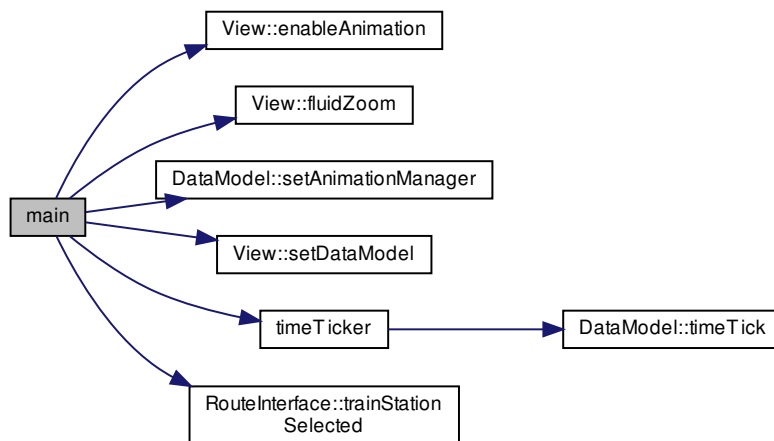 View::enableAnimation
View::fluidZoom
DataModel::setAnimationManager
main
View::setDataModel
timeTicker
DataModel::timeTick
RouteInterface::trainStation
Selected